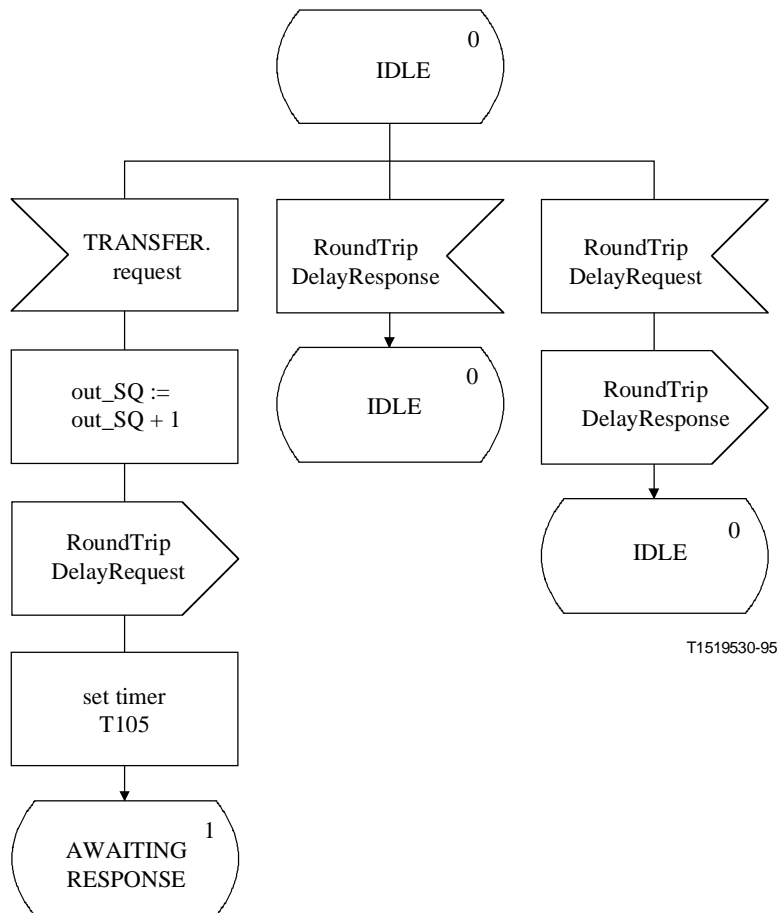 0
IDLE
TRANSFER.
request
RoundTrip
DelayResponse
RoundTrip
DelayRequest
out_SQ :=
out_SQ + 1
0
IDLE
RoundTrip
DelayResponse
RoundTrip
DelayRequest
0
IDLE
T1519530-95
set timer
T105
1
AWAITING
RESPONSE